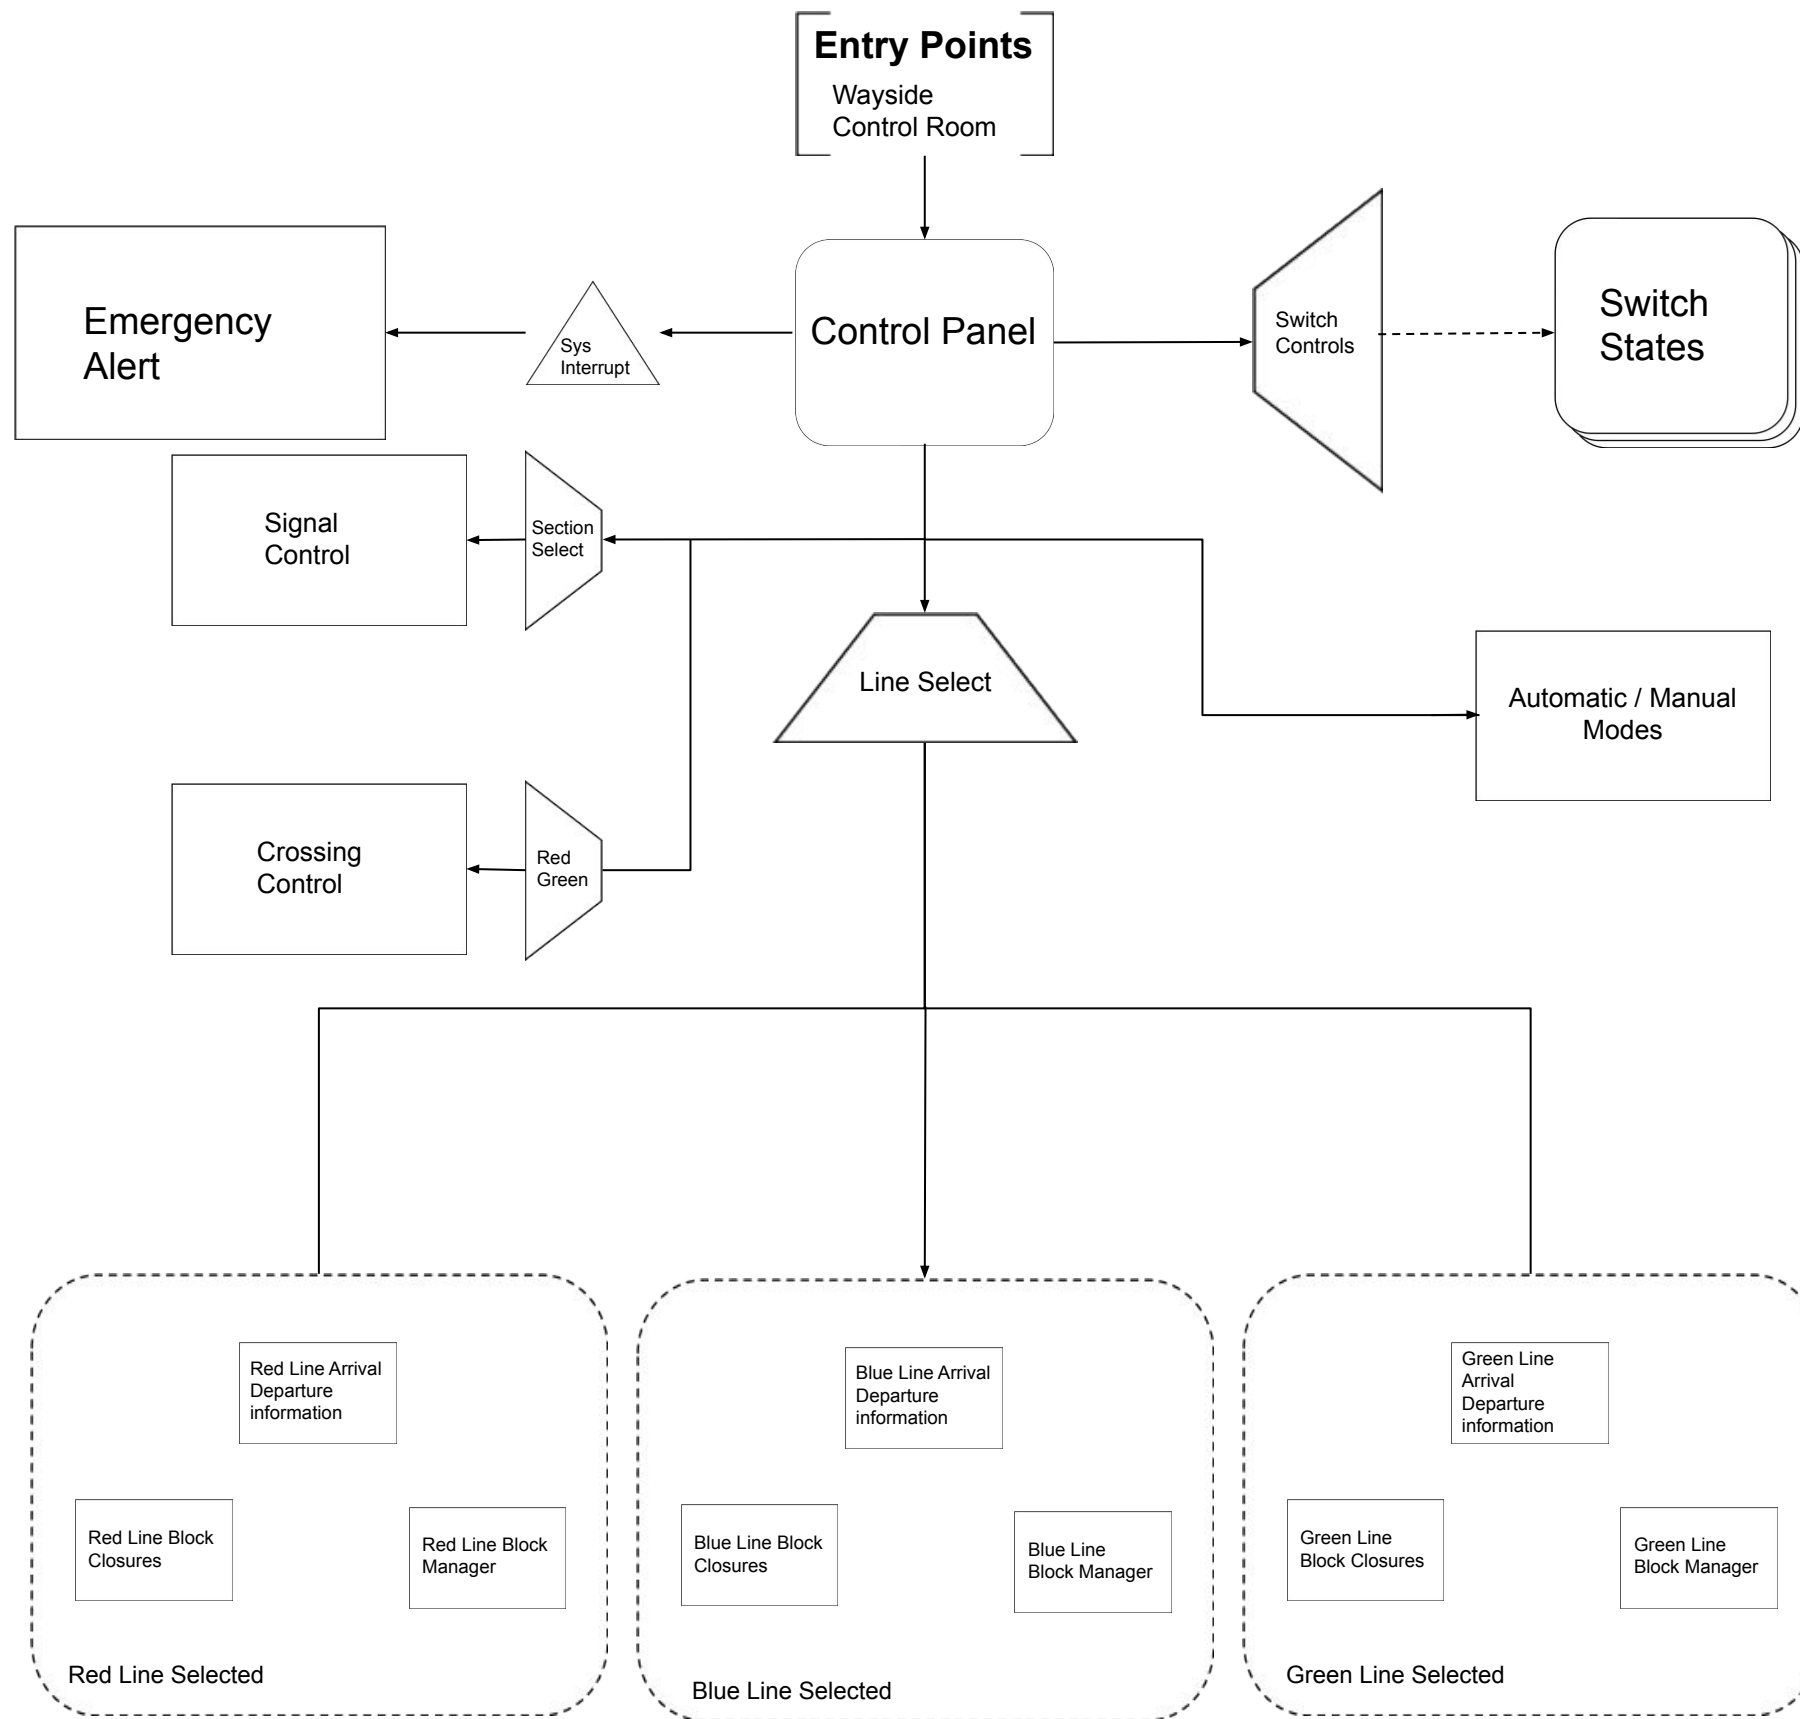 Entry Points
Wayside
Control Room
Emergency
Alert
Sys
Interrupt
Control Panel
Switch
Controls
Switch
States
Signal
Control
Section
Select
Line Select
Automatic / Manual
Modes
Crossing
Control
Red
Green
Red Line Arrival
Departure
information
Red Line Block
Closures
Red Line Block
Manager
Red Line Selected
Blue Line Arrival
Departure
information
Blue Line Block
Closures
Blue Line
Block Manager
Blue Line Selected
Green Line
Arrival
Departure
information
Green Line
Block Closures
Green Line
Block Manager
Green Line Selected